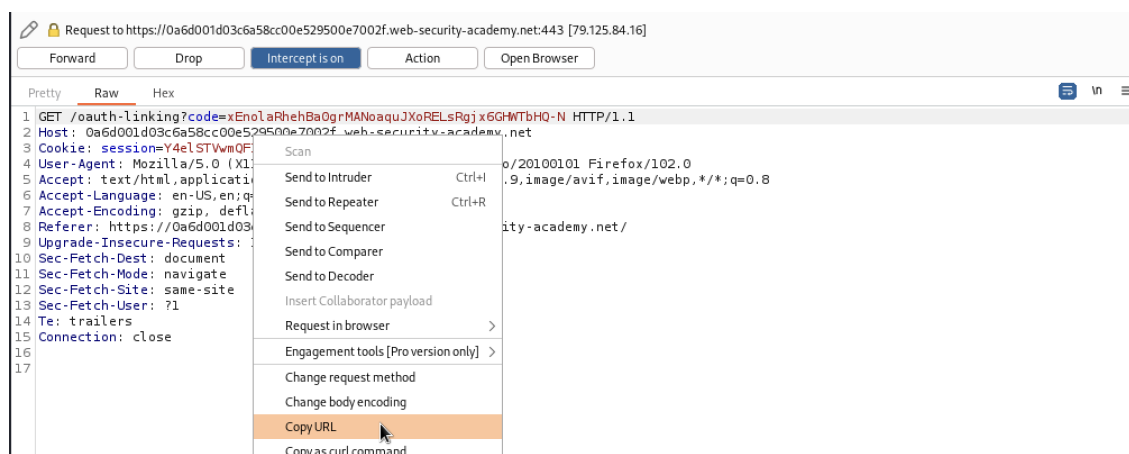 Request to https://0a6d001d03c6a58cc00e529500e7002f.web-security-academy.net:443 [79.125.84.16]
Forward Drop Intercept is on Action Open Browser
Pretty Raw Hex \n
1 GET /oauth-linking?code=xEnolaRhehBaOgrMANoaquJXoRELsRgjx6GHWTbHQ-N HTTP/1.1
2 Host: 0a6d001d03c6a58cc00e529500e7002f.web-security-academy.net
3 Cookie: session=Y4elSTVwmQF
4 User-Agent: Mozilla/5.0 (X1 o/20100101 Firefox/102.0
5 Accept: text/html,applicati .9,image/avif,image/webp,*/*;q=0.8
6 Accept-Language: en-US,en;q
7 Accept-Encoding: gzip, defl
8 Referer: https://0a6d001d03 ity-academy.net/
9 Upgrade-Insecure-Requests:
10 Sec-Fetch-Dest: document
11 Sec-Fetch-Mode: navigate
12 Sec-Fetch-Site: same-site
13 Sec-Fetch-User: ?1
14 Te: trailers
15 Connection: close
16
17
Scan
Send to Intruder Ctrl+I
Send to Repeater Ctrl+R
Send to Sequencer
Send to Comparer
Send to Decoder
Insert Collaborator payload
Request in browser
Engagement tools [Pro version only]
Change request method
Change body encoding
Copy URL
Copy as curl command